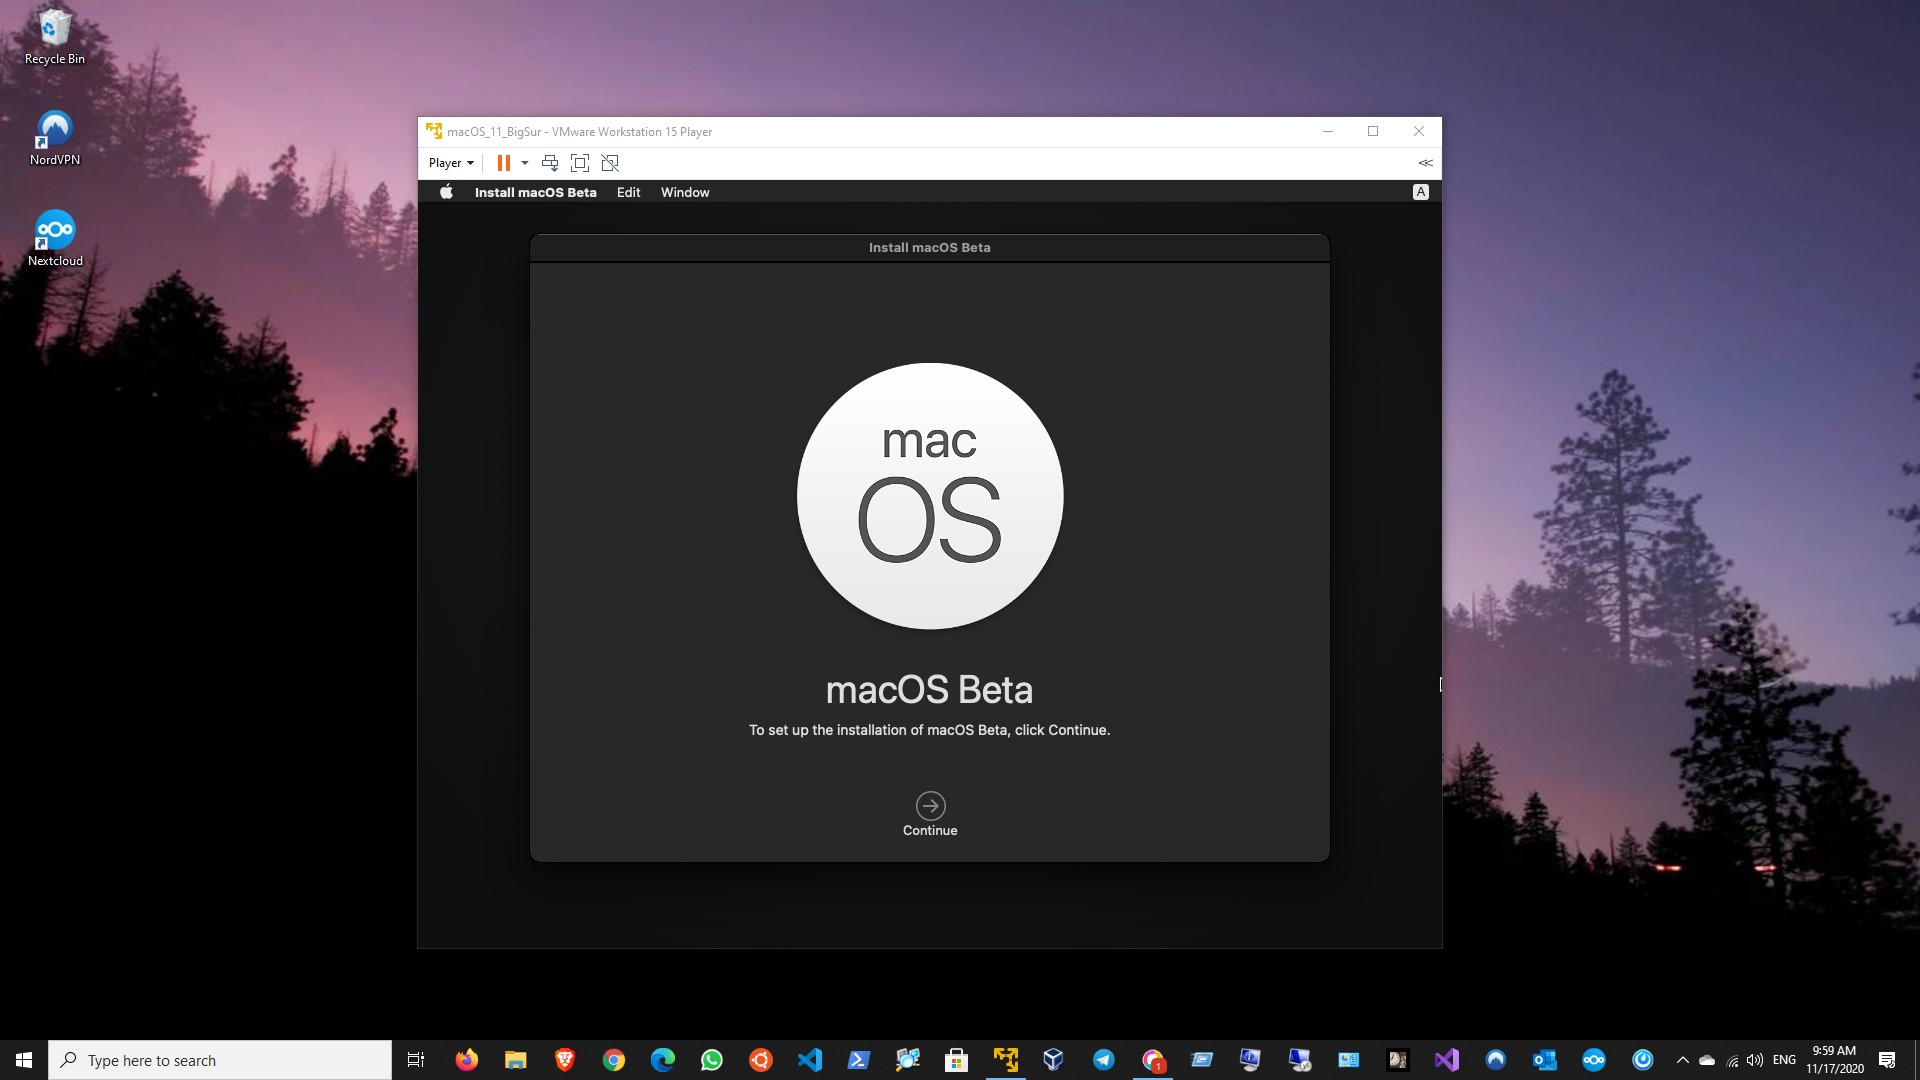 Recycle Bin
NordVPN
Nextcloud
macOS_11_BigSur - VMware Workstation 15 Player
Player
Install macOS Beta Edit Window A
Install macOS Beta
mac
OS
macOS Beta
To set up the installation of macOS Beta, click Continue.
Continue
Type here to search
1
ENG
9:59 AM
11/17/2020